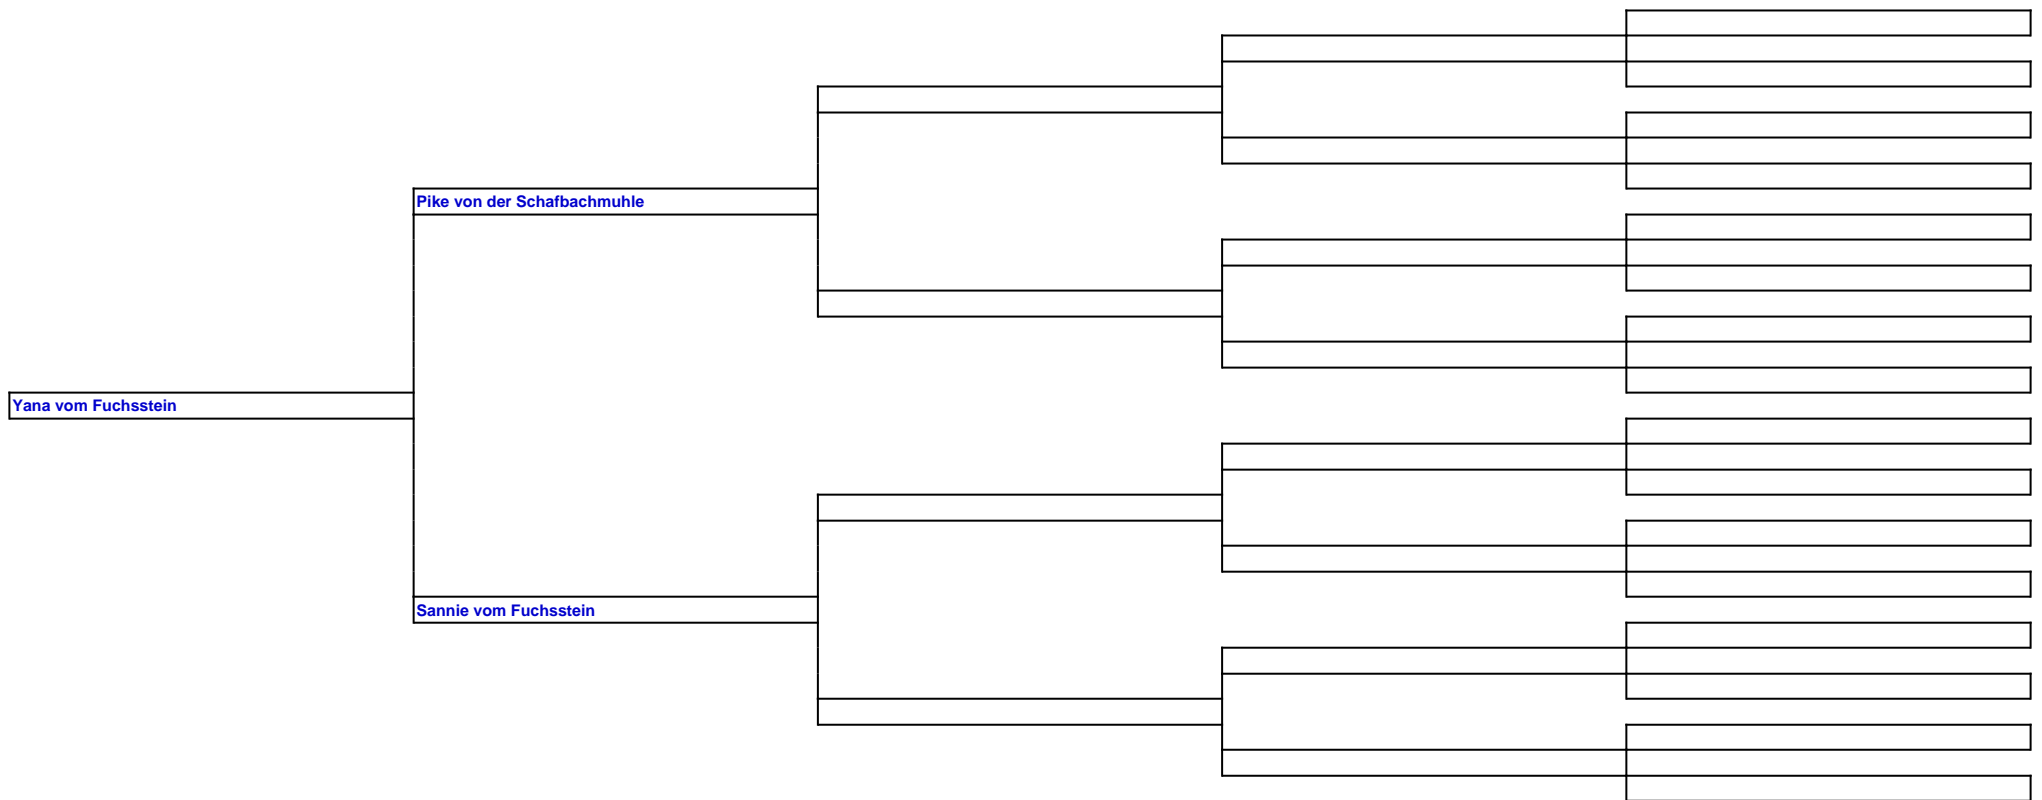 Pike von der Schafbachmuhle
Yana vom Fuchsstein
Sannie vom Fuchsstein